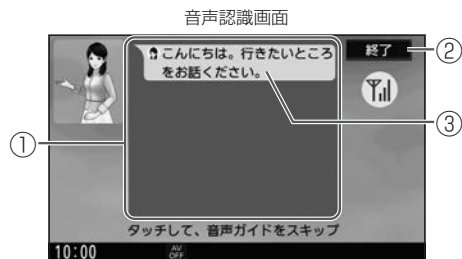 音声認識画面
こんにちは。行きたいところ
をお話ください。
終了
①
②
③
タッチして、音声ガイドをスキップ
10:00
AV
OFF